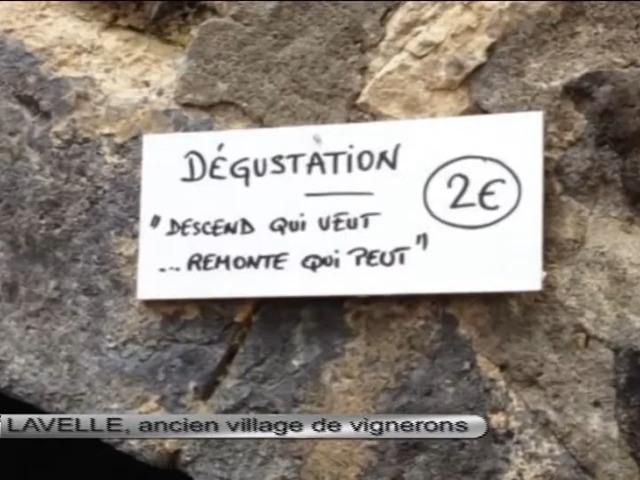 DÉGUSTATION
2€
"DESCEND QUI VEUT
... REMONTE QUI PEUT"
LAVELLE, ancien village de vignerons